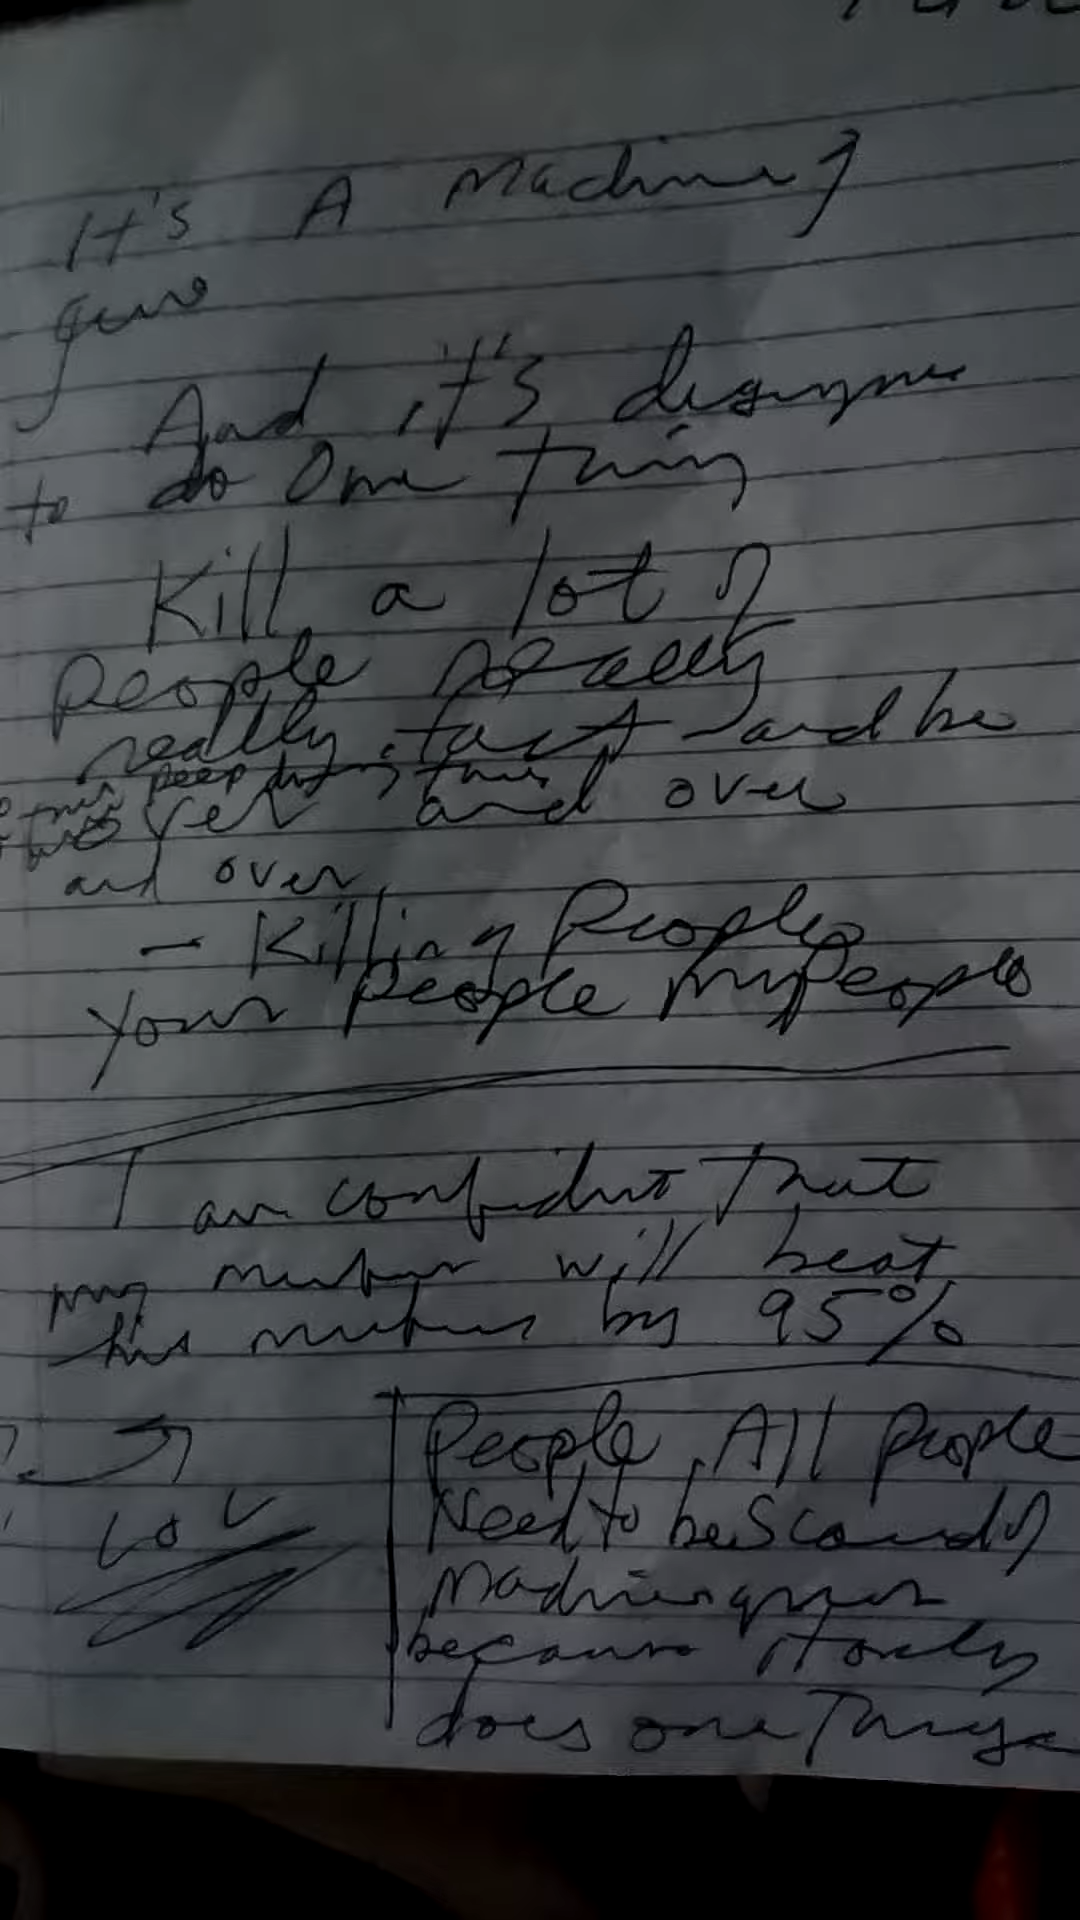 It's A Machine
gun
And it's designed
to do One thing
Kill a lot of
People really
really fast and be
over and over
and over
- Killing People
Your People My People
I am confident that
my number will beat
his number by 95%
LOL
People, All People
Need to be Scared of
Machine guns
because it only
does one Thing